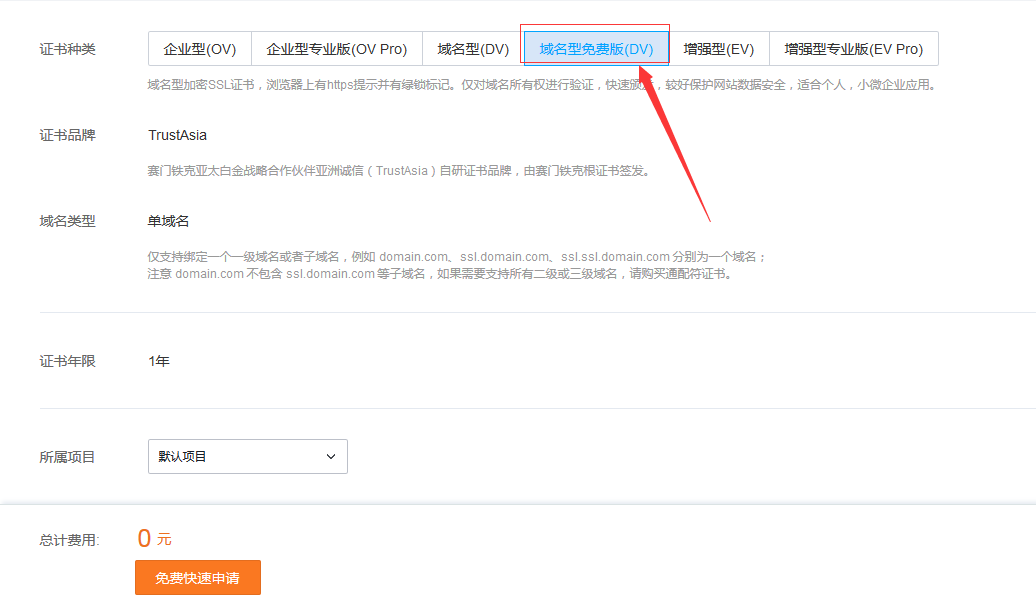 证书种类 企业型(OV) 企业型专业版(OV Pro) 域名型(DV) 域名型免费版(DV) 增强型(EV) 增强型专业版(EV Pro)
域名型加密SSL证书，浏览器上有https提示并有绿锁标记。仅对域名所有权进行验证，快速颁发，较好保护网站数据安全，适合个人，小微企业应用。
证书品牌 TrustAsia
赛门铁克亚太白金战略合作伙伴亚洲诚信（TrustAsia）自研证书品牌，由赛门铁克根证书签发。
域名类型 单域名
仅支持绑定一个一级域名或者子域名，例如 domain.com、ssl.domain.com、ssl.ssl.domain.com 分别为一个域名；
注意 domain.com 不包含 ssl.domain.com 等子域名，如果需要支持所有二级或三级域名，请购买通配符证书。
证书年限 1年
所属项目 默认项目
总计费用: 0 元
免费快速申请